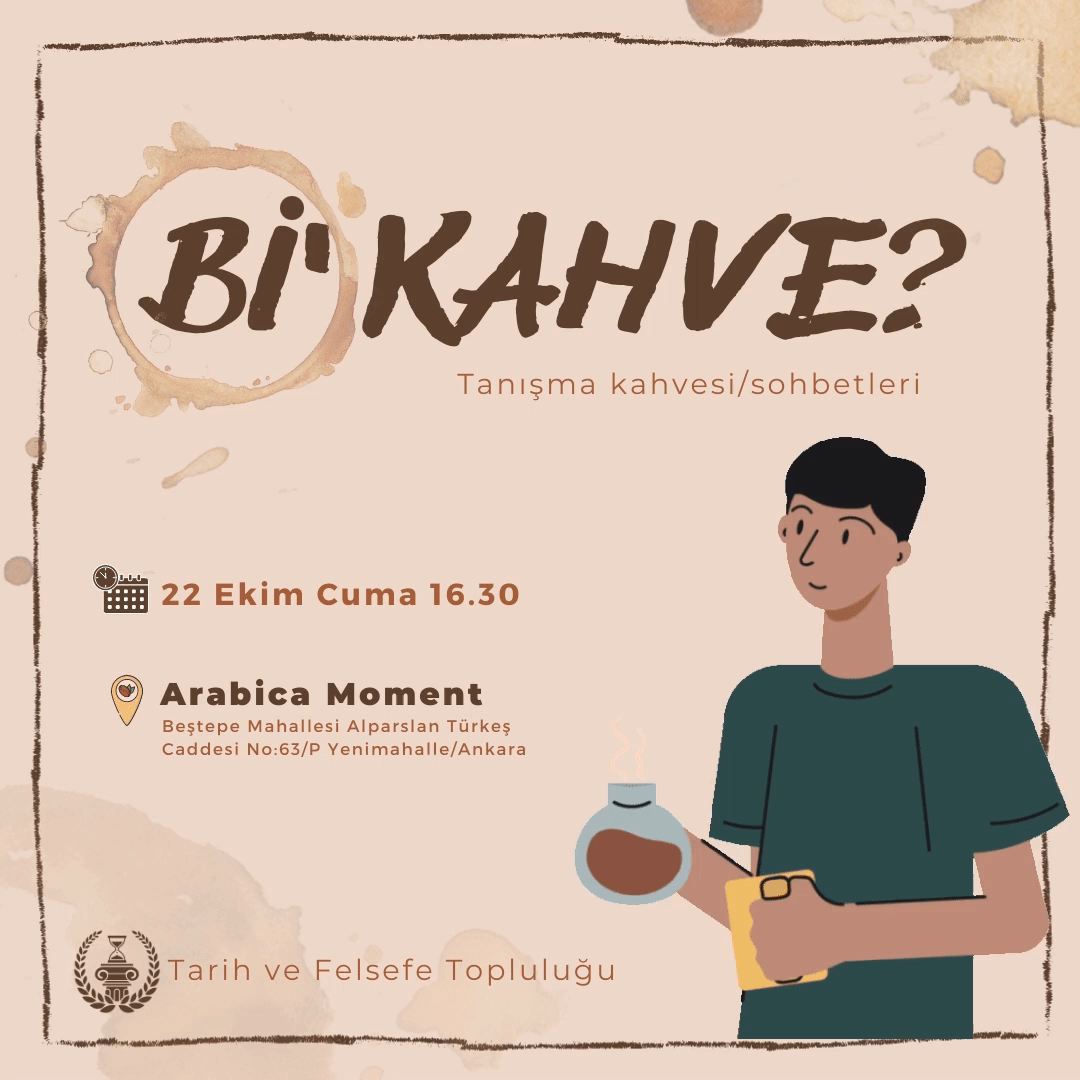 Bİ' KAHVE?
Tanışma kahvesi/sohbetleri
22 Ekim Cuma 16.30
Arabica Moment
Beştepe Mahallesi Alparslan Türkeş
Caddesi No:63/P Yenimahalle/Ankara
Tarih ve Felsefe Topluluğu